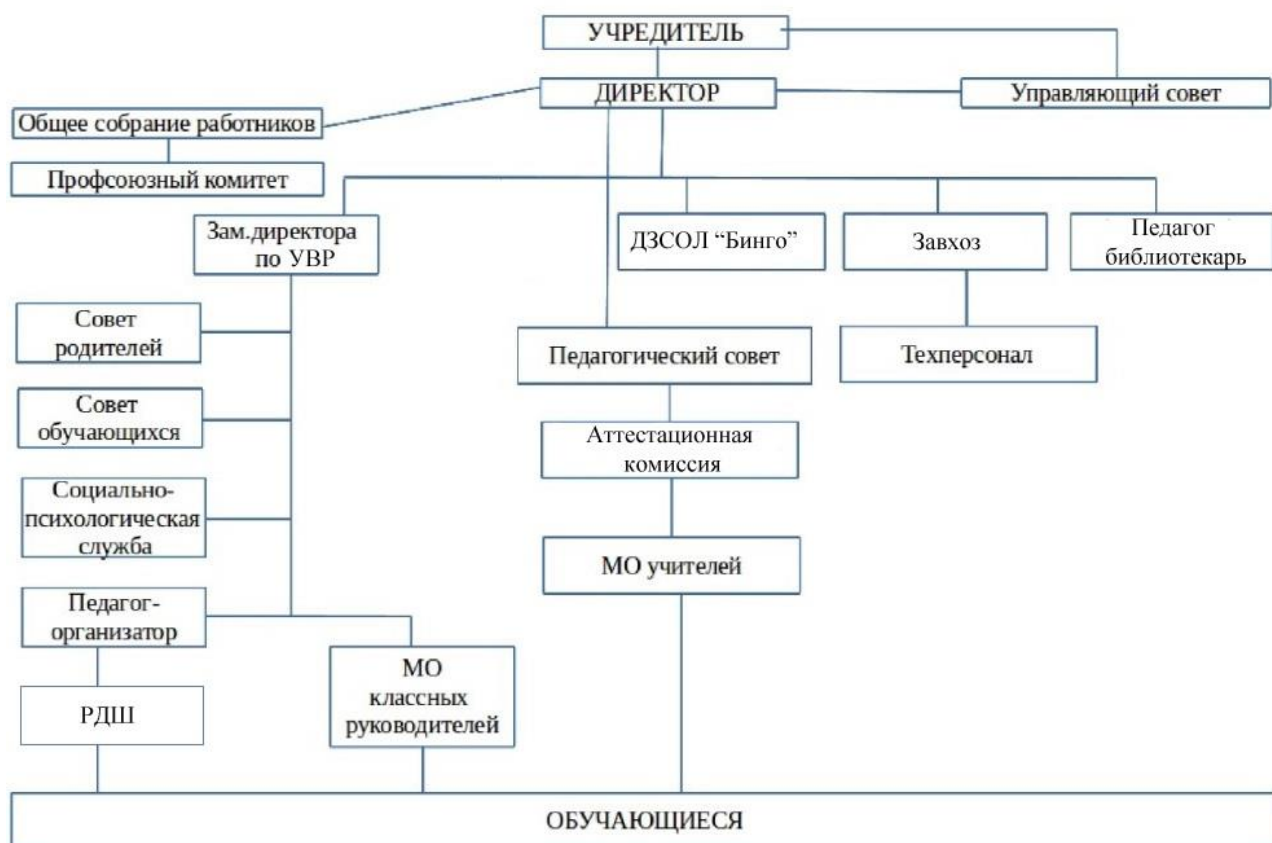 УЧРЕДИТЕЛЬ
ДИРЕКТОР
Управляющий совет
Общее собрание работников
Профсоюзный комитет
Зам.директора
по УВР
ДЗСОЛ “Бинго”
Завхоз
Педагог
библиотекарь
Совет
родителей
Педагогический совет
Техперсонал
Совет
обучающихся
Аттестационная
комиссия
Социально-
психологическая
служба
МО учителей
Педагог-
организатор
МО
классных
руководителей
РДШ
ОБУЧАЮЩИЕСЯ